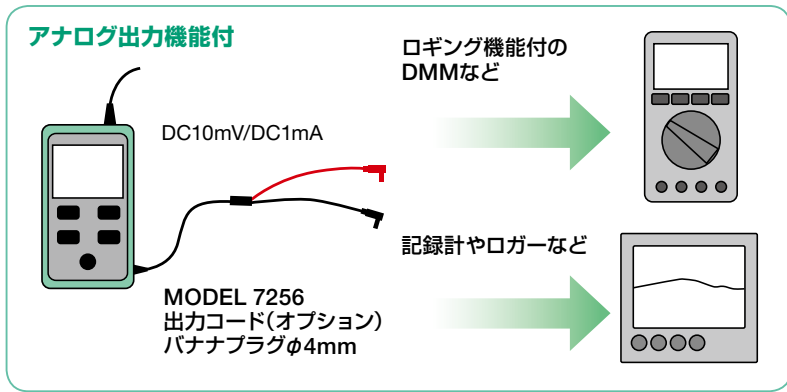 アナログ出力機能付
ロギング機能付の
DMMなど
DC10mV/DC1mA
記録計やロガーなど
MODEL 7256
出力コード(オプション)
バナナプラグφ4mm